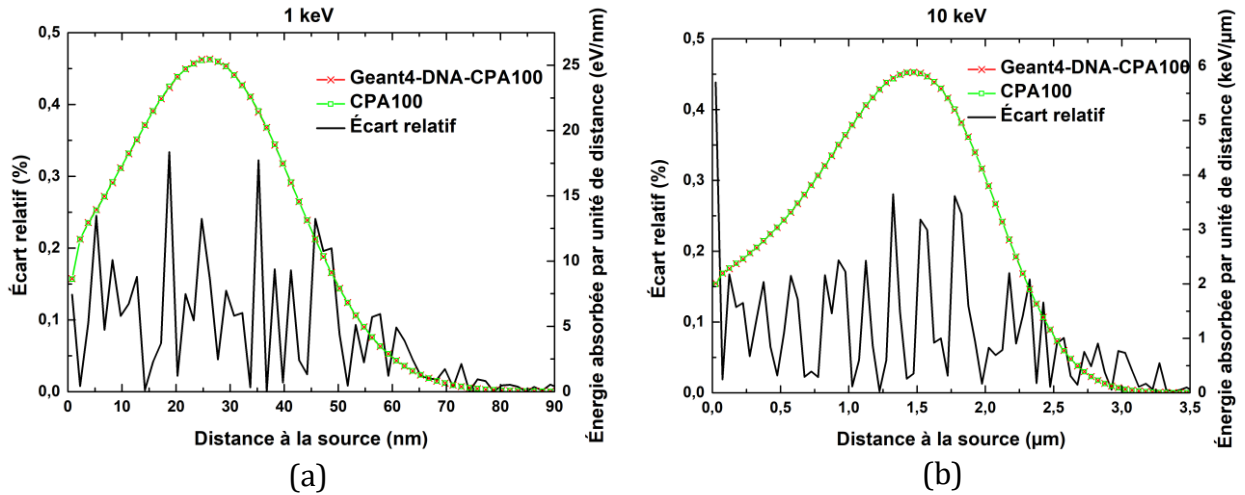 1 keV
Écart relatif (%)
0,5
0,4
0,3
0,2
0,1
0,0
Geant4-DNA-CPA100
CPA100
Écart relatif
25
20
15
10
5
0
Énergie absorbée par unité de distance (eV/nm)
0 10 20 30 40 50 60 70 80 90
Distance à la source (nm)
(a)
10 keV
Écart relatif (%)
0,5
0,4
0,3
0,2
0,1
0,0
Geant4-DNA-CPA100
CPA100
Écart relatif
6
5
4
3
2
1
0
Énergie absorbée par unité de distance (keV/µm)
0,0 0,5 1,0 1,5 2,0 2,5 3,0 3,5
Distance à la source (µm)
(b)